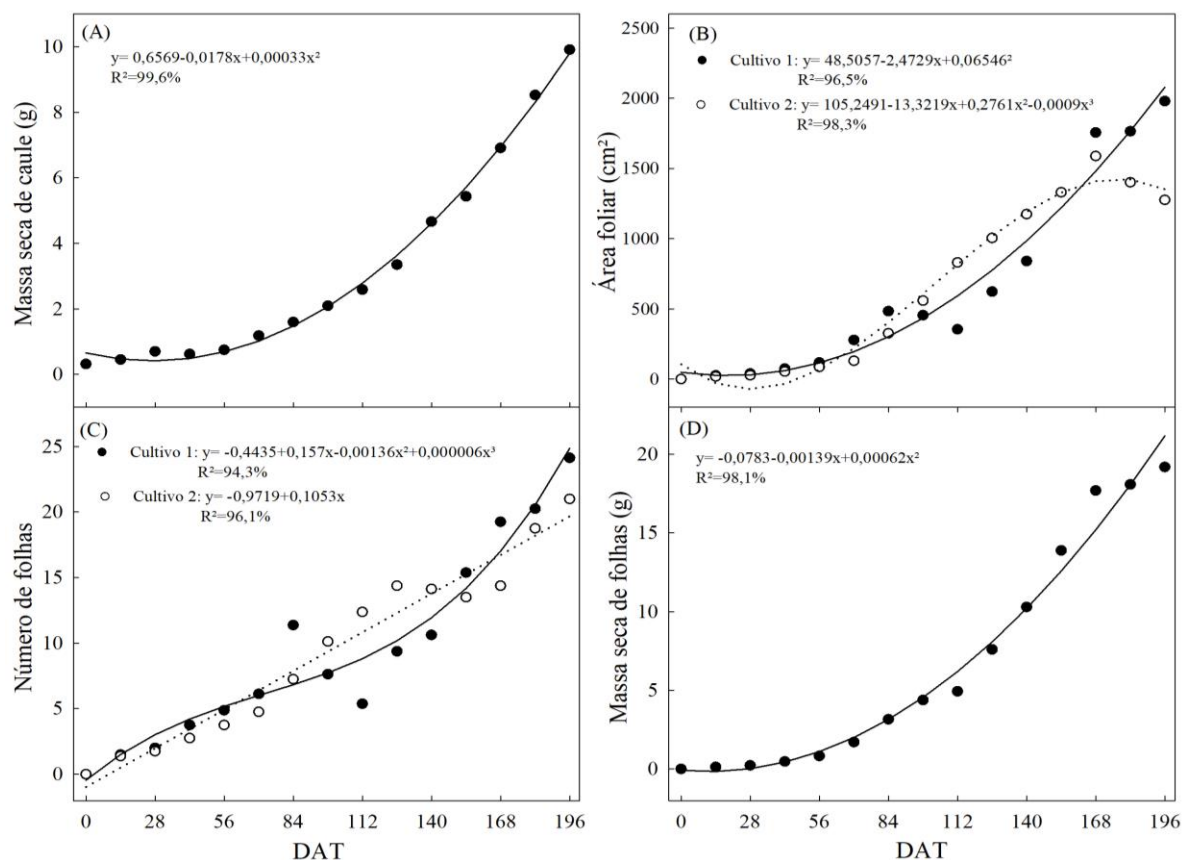 (A)
y= 0,6569-0,0178x+0,00033x²
R²=99,6%
Massa seca de caule (g)
10
8
6
4
2
0
(B)
Cultivo 1: y= 48,5057-2,4729x+0,06546²
R²=96,5%
Cultivo 2: y= 105,2491-13,3219x+0,2761x²-0,0009x³
R²=98,3%
Área foliar (cm²)
2500
2000
1500
1000
500
0
(C)
Cultivo 1: y= -0,4435+0,157x-0,00136x²+0,000006x³
R²=94,3%
Cultivo 2: y= -0,9719+0,1053x
R²=96,1%
Número de folhas
25
20
15
10
5
0
0 28 56 84 112 140 168 196
DAT
(D)
y= -0,0783-0,00139x+0,00062x²
R²=98,1%
Massa seca de folhas (g)
20
15
10
5
0
0 28 56 84 112 140 168 196
DAT